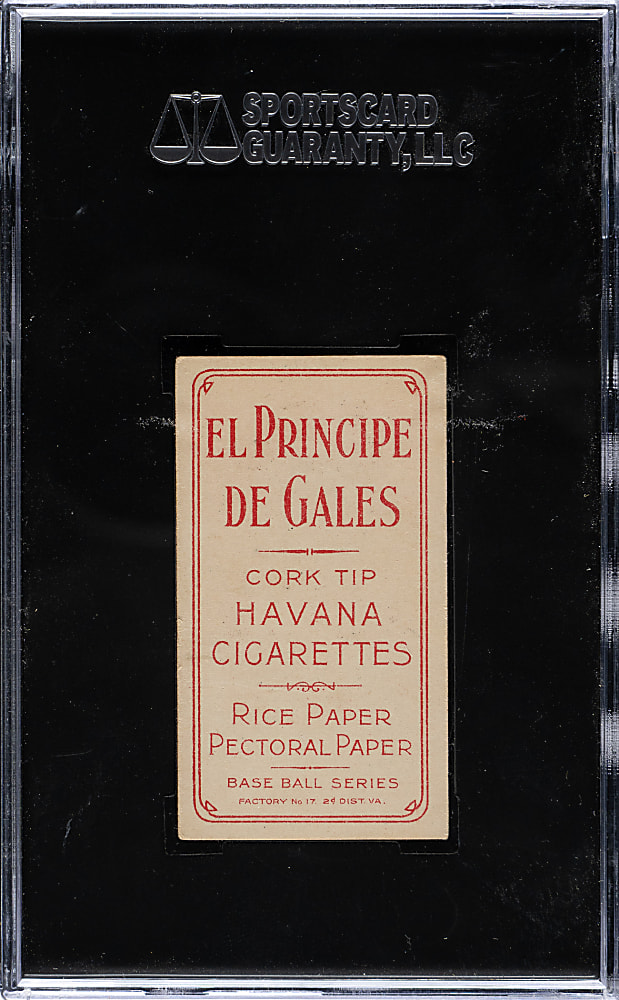 SPORTSCARD
GUARANTY, LLC
EL PRINCIPE
DE GALES
CORK TIP
HAVANA
CIGARETTES
RICE PAPER
PECTORAL PAPER
BASE BALL SERIES
FACTORY No 17. 2d DIST. VA.